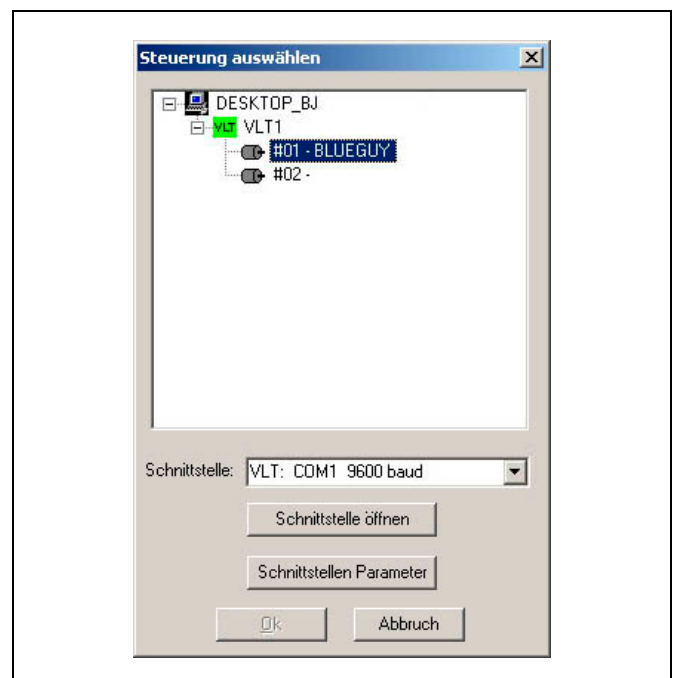 Steuerung auswählen
DESKTOP_BJ
VLT VLT1
#01 - BLUEGUY
#02 -
Schnittstelle: VLT: COM1 9600 baud
Schnittstelle öffnen
Schnittstellen Parameter
Ok Abbruch